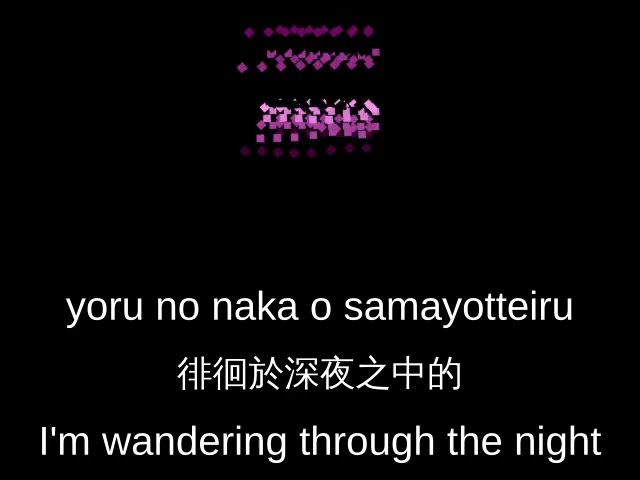 yoru no naka o samayotteiru
徘徊於深夜之中的
I'm wandering through the night